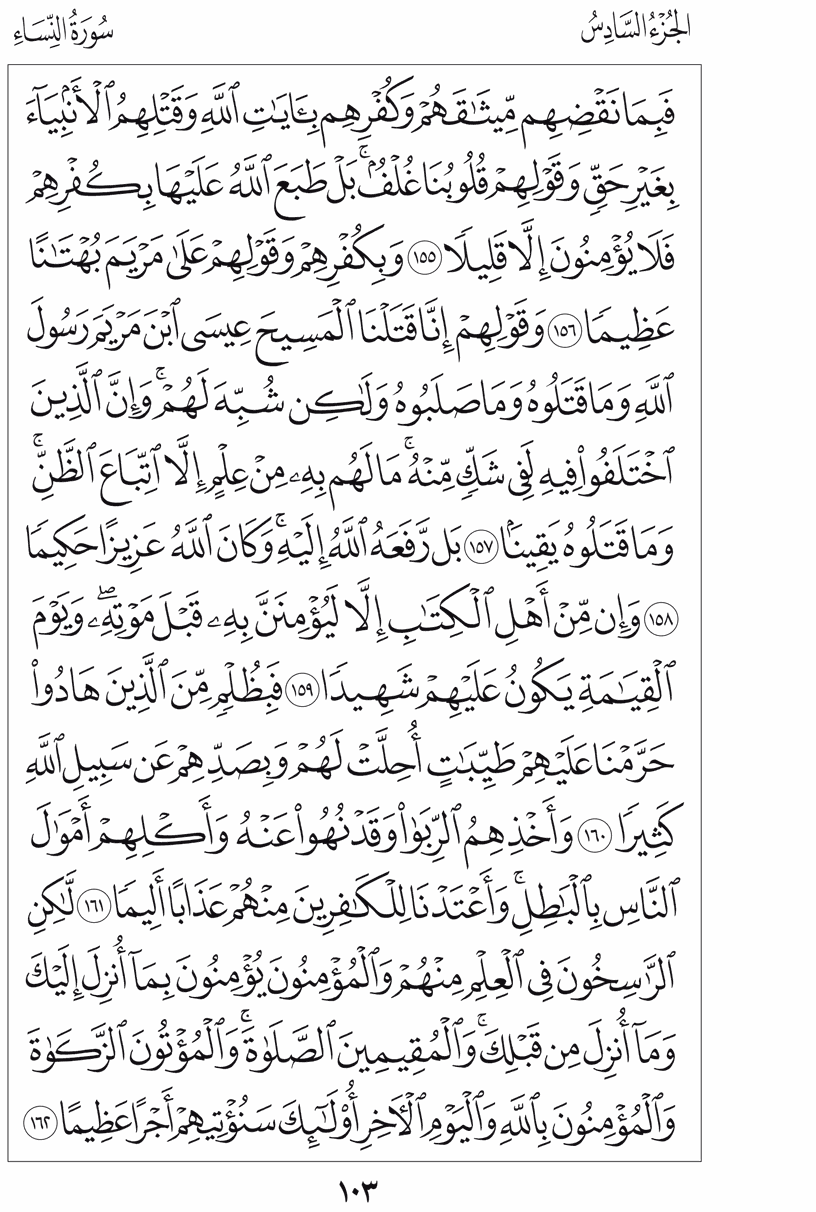 الجُزْءُ السَّادِسُ
سُورَةُ النِّسَاءِ
فَبِمَا نَقْضِهِم مِّيثَٰقَهُمْ وَكُفْرِهِم بِـَٔايَٰتِ ٱللَّهِ وَقَتْلِهِمُ ٱلْأَنۢبِيَآءَ
بِغَيْرِ حَقٍّ وَقَوْلِهِمْ قُلُوبُنَا غُلْفٌۢ ۚ بَلْ طَبَعَ ٱللَّهُ عَلَيْهَا بِكُفْرِهِمْ
فَلَا يُؤْمِنُونَ إِلَّا قَلِيلًا ١٥٥ وَبِكُفْرِهِمْ وَقَوْلِهِمْ عَلَىٰ مَرْيَمَ بُهْتَٰنًا
عَظِيمًا ١٥٦ وَقَوْلِهِمْ إِنَّا قَتَلْنَا ٱلْمَسِيحَ عِيسَى ٱبْنَ مَرْيَمَ رَسُولَ
ٱللَّهِ وَمَا قَتَلُوهُ وَمَا صَلَبُوهُ وَلَٰكِن شُبِّهَ لَهُمْ ۚ وَإِنَّ ٱلَّذِينَ
ٱخْتَلَفُوا۟ فِيهِ لَفِى شَكٍّ مِّنْهُ ۚ مَا لَهُم بِهِۦ مِنْ عِلْمٍ إِلَّا ٱتِّبَاعَ ٱلظَّنِّ ۚ
وَمَا قَتَلُوهُ يَقِينًۢا ١٥٧ بَل رَّفَعَهُ ٱللَّهُ إِلَيْهِ ۚ وَكَانَ ٱللَّهُ عَزِيزًا حَكِيمًا
١٥٨ وَإِن مِّنْ أَهْلِ ٱلْكِتَٰبِ إِلَّا لَيُؤْمِنَنَّ بِهِۦ قَبْلَ مَوْتِهِۦ ۖ وَيَوْمَ
ٱلْقِيَٰمَةِ يَكُونُ عَلَيْهِمْ شَهِيدًا ١٥٩ فَبِظُلْمٍ مِّنَ ٱلَّذِينَ هَادُوا۟
حَرَّمْنَا عَلَيْهِمْ طَيِّبَٰتٍ أُحِلَّتْ لَهُمْ وَبِصَدِّهِمْ عَن سَبِيلِ ٱللَّهِ
كَثِيرًا ١٦٠ وَأَخْذِهِمُ ٱلرِّبَوٰا۟ وَقَدْ نُهُوا۟ عَنْهُ وَأَكْلِهِمْ أَمْوَٰلَ
ٱلنَّاسِ بِٱلْبَٰطِلِ ۚ وَأَعْتَدْنَا لِلْكَٰفِرِينَ مِنْهُمْ عَذَابًا أَلِيمًا ١٦١ لَّٰكِنِ
ٱلرَّٰسِخُونَ فِى ٱلْعِلْمِ مِنْهُمْ وَٱلْمُؤْمِنُونَ يُؤْمِنُونَ بِمَآ أُنزِلَ إِلَيْكَ
وَمَآ أُنزِلَ مِن قَبْلِكَ ۚ وَٱلْمُقِيمِينَ ٱلصَّلَوٰةَ ۚ وَٱلْمُؤْتُونَ ٱلزَّكَوٰةَ
وَٱلْمُؤْمِنُونَ بِٱللَّهِ وَٱلْيَوْمِ ٱلْـَٔاخِرِ أُو۟لَٰٓئِكَ سَنُؤْتِيهِمْ أَجْرًا عَظِيمًا ١٦٢
١٠٣